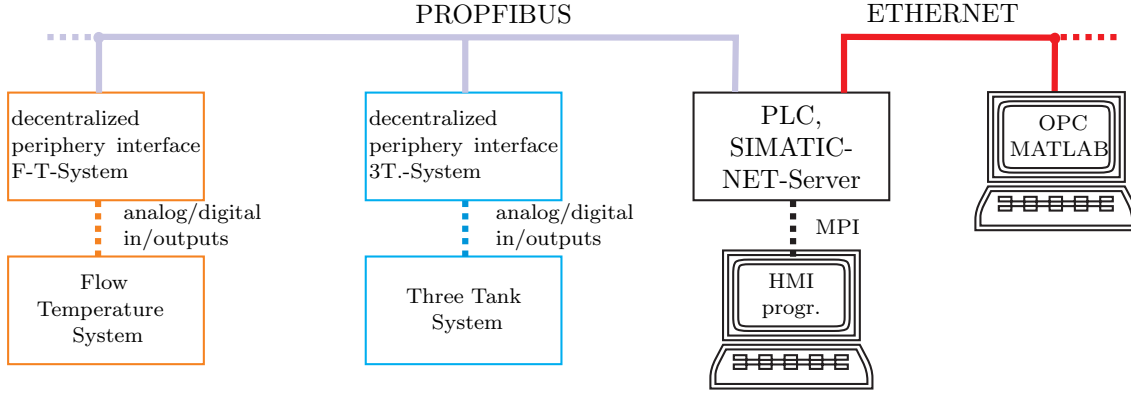 PROPFIBUS
ETHERNET
decentralized
periphery interface
F-T-System
decentralized
periphery interface
3T.-System
PLC,
SIMATIC-
NET-Server
OPC
MATLAB
analog/digital
in/outputs
analog/digital
in/outputs
MPI
Flow
Temperature
System
Three Tank
System
HMI
progr.